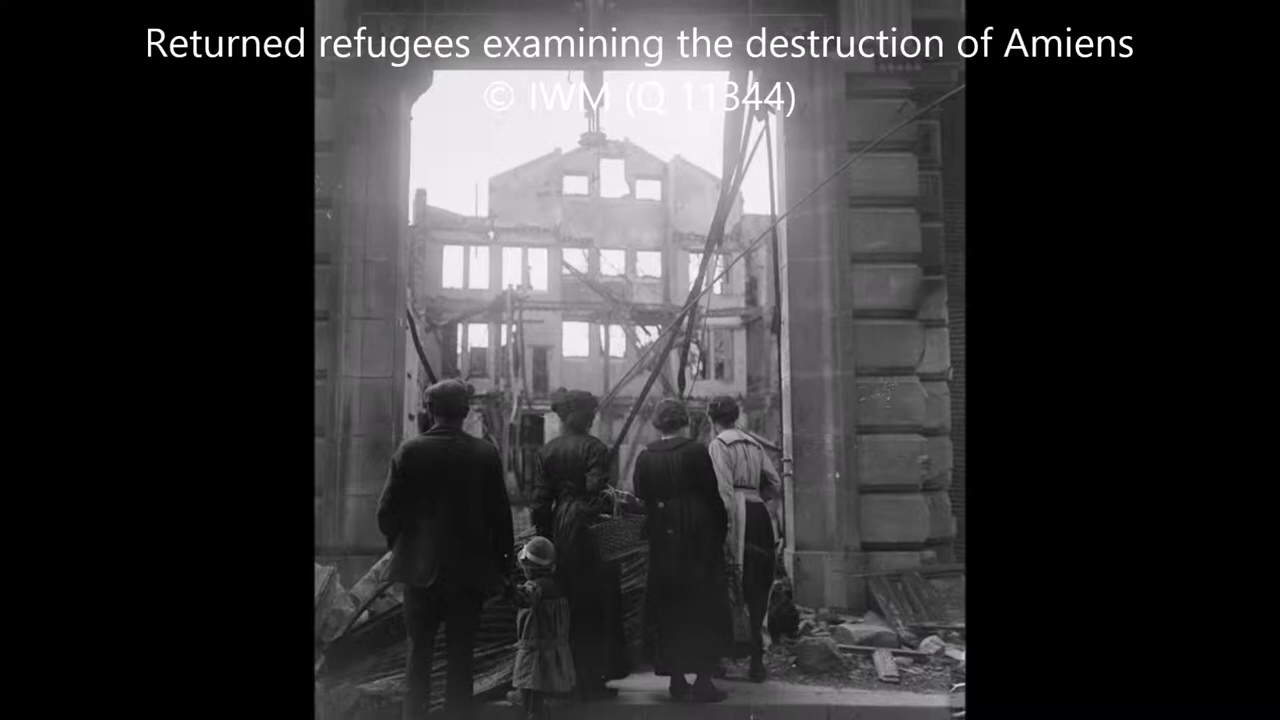 Returned refugees examining the destruction of Amiens
© IWM (Q 11344)